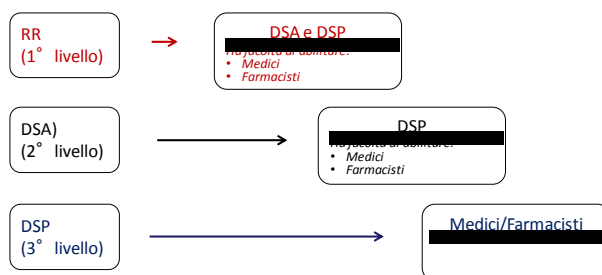 RR
(1° livello)
DSA e DSP
• Medici
• Farmacisti
DSA)
(2° livello)
DSP
• Medici
• Farmacisti
DSP
(3° livello)
Medici/Farmacisti